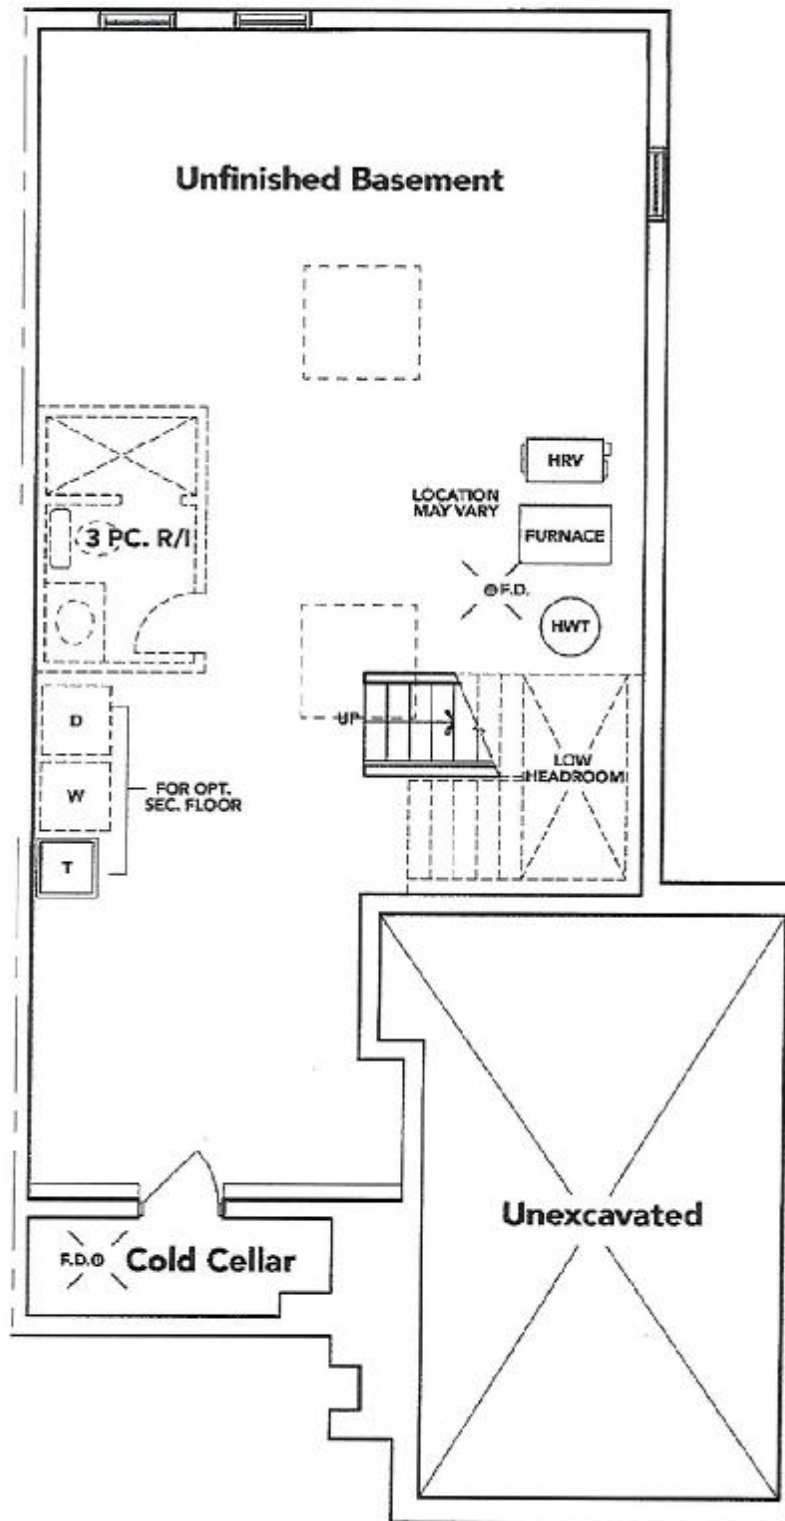 Unfinished Basement
HRV
LOCATION
MAY VARY
FURNACE
3 PC. R/I
F.D.
HWT
UP
D
LOW
HEADROOM
W
FOR OPT.
SEC. FLOOR
T
Unexcavated
F.D.
Cold Cellar